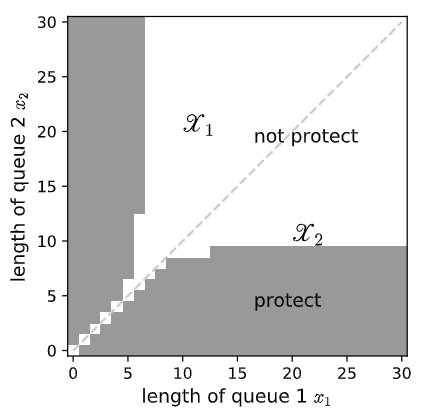 30
25
20
15
10
5
0
length of queue 2 x₂
𝒳₁
not protect
𝒳₂
protect
0 5 10 15 20 25 30
length of queue 1 x₁